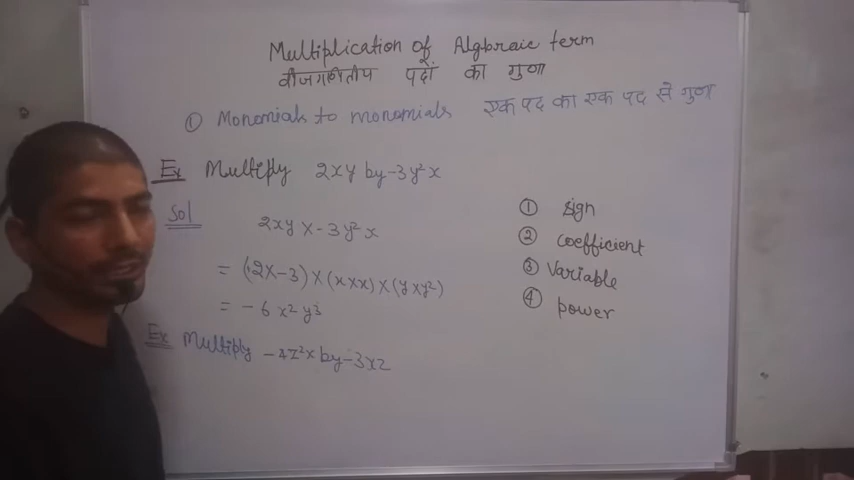 Multiplication of Algbraic term
वीजगणितीय पदों का गुणा
① Monomials to monomials एक पद का एक पद से गुणा
Ex Multiply 2xy by -3y²x
Sol
2xy x -3y²x
= (2x-3) x (x x x) x (y x y²)
= -6 x² y³
Ex Multiply -4z²x by -3xz
① sign
② coefficient
③ Variable
④ power